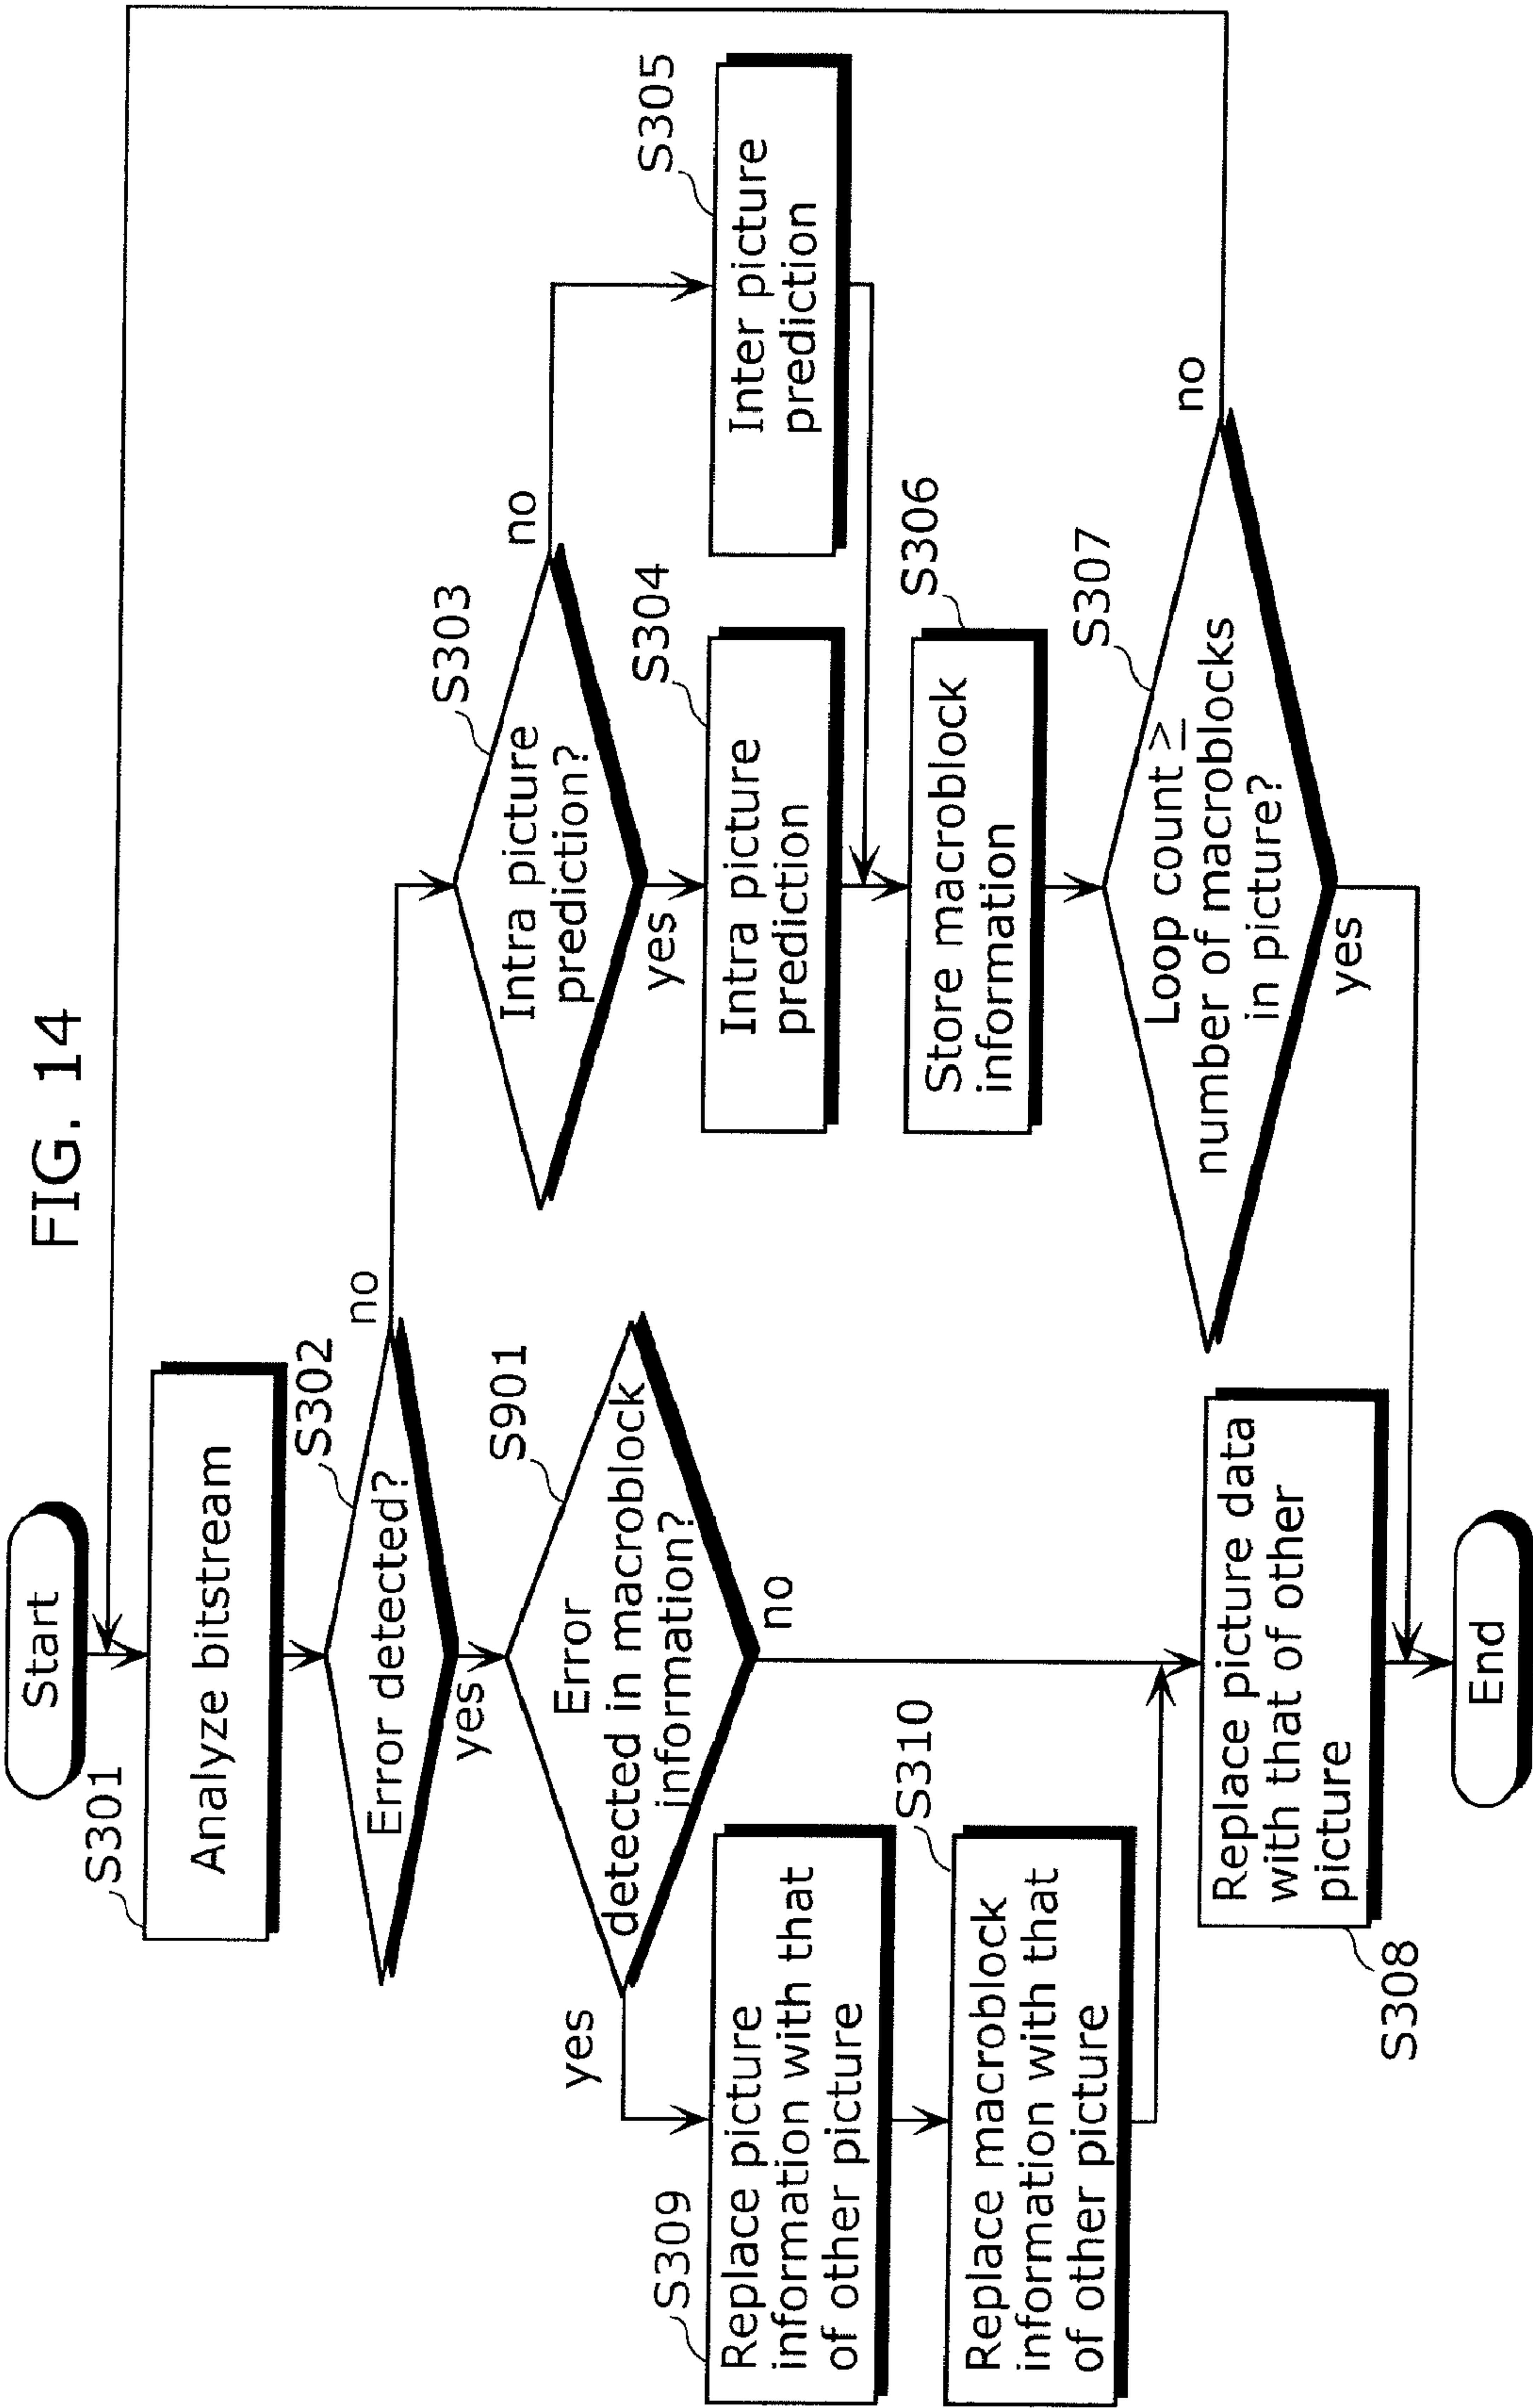 FIG. 14
Start
S301
Analyze bitstream
S302
Error detected?
no
yes
S901
Error
detected in macroblock
information?
yes
no
S309
Replace picture
information with that
of other picture
S310
Replace macroblock
information with that
of other picture
S303
Intra picture
prediction?
no
yes
S304
Intra picture
prediction
S305
Inter picture
prediction
S306
Store macroblock
information
S307
Loop count ≥
number of macroblocks
in picture?
no
yes
Replace picture data
with that of other
picture
S308
End